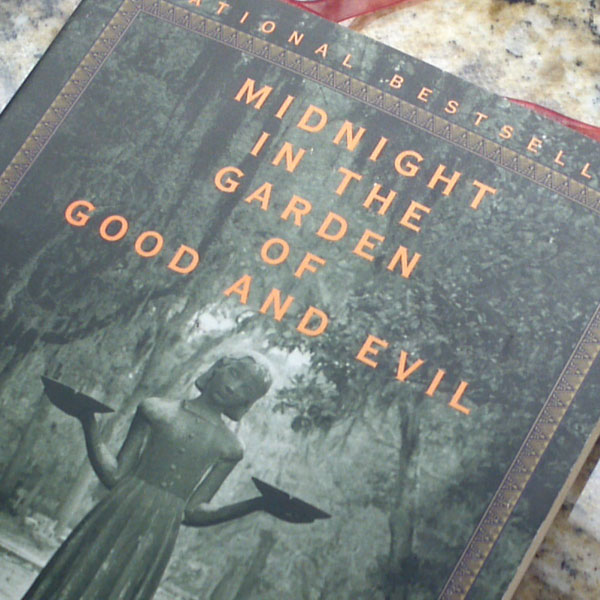 ATIONAL BESTSELL
MIDNIGHT
IN THE
GARDEN
OF
GOOD AND EVIL